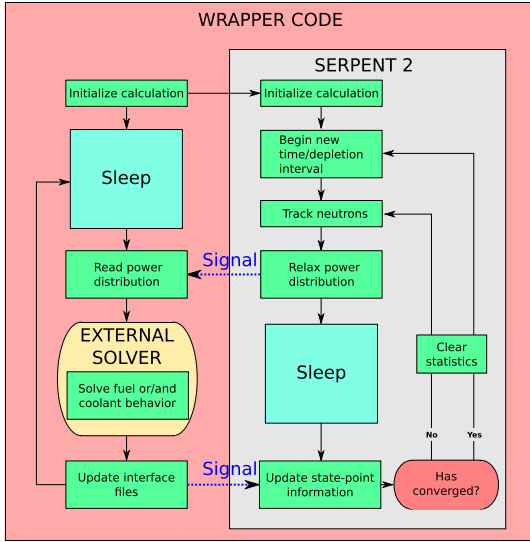 WRAPPER CODE
SERPENT 2
Initialize calculation
Initialize calculation
Begin new
time/depletion
interval
Sleep
Track neutrons
Signal
Read power
distribution
Relax power
distribution
EXTERNAL
SOLVER
Solve fuel or/and
coolant behavior
Sleep
Clear
statistics
No
Yes
Signal
Update interface
files
Update state-point
information
Has
converged?